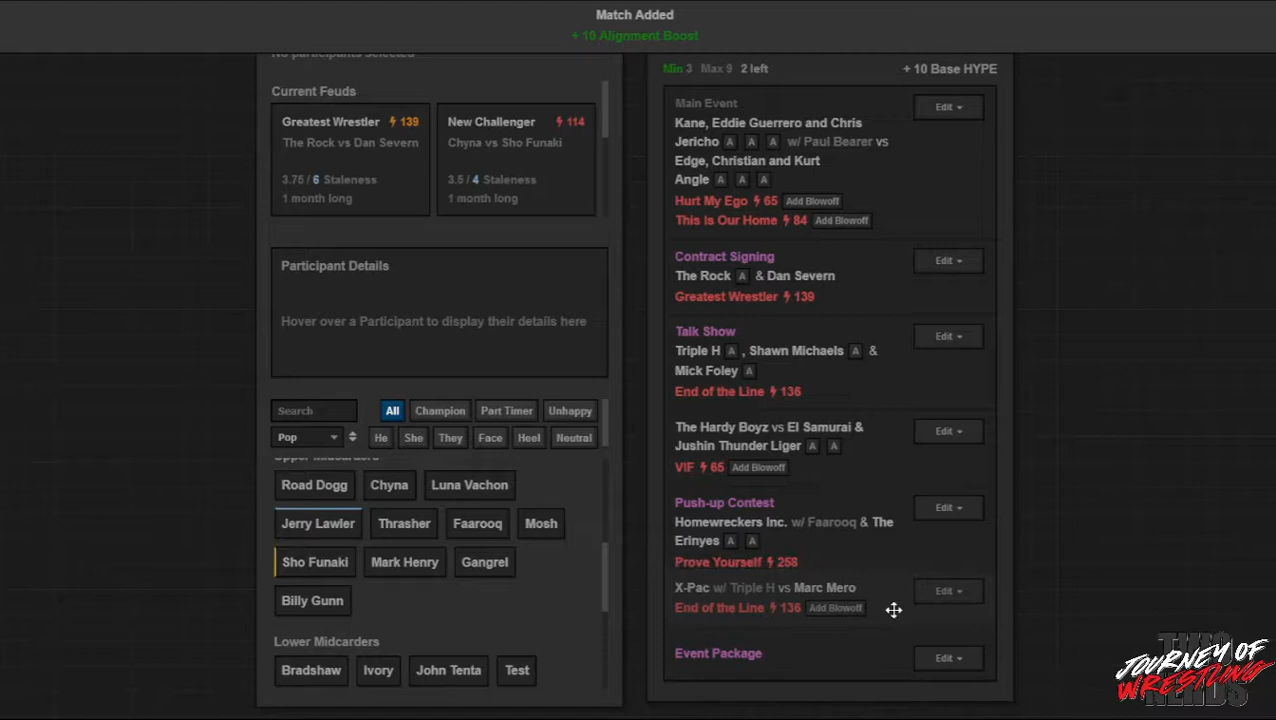 Match Added
+ 10 Alignment Boost
No participants selected
Current Feuds
Greatest Wrestler 139
The Rock vs Dan Severn
3.75 / 6 Staleness
1 month long
New Challenger 114
Chyna vs Sho Funaki
3.5 / 4 Staleness
1 month long
Participant Details
Hover over a Participant to display their details here
Search All Champion Part Timer Unhappy
Pop He She They Face Heel Neutral
Upper Midcarders
Road Dogg Chyna Luna Vachon
Jerry Lawler Thrasher Faarooq Mosh
Sho Funaki Mark Henry Gangrel
Billy Gunn
Lower Midcarders
Bradshaw Ivory John Tenta Test
Min 3 Max 9 2 left + 10 Base HYPE
Main Event Edit
Kane, Eddie Guerrero and Chris
Jericho A A A w/ Paul Bearer vs
Edge, Christian and Kurt
Angle A A A
Hurt My Ego 65 Add Blowoff
This Is Our Home 84 Add Blowoff
Contract Signing Edit
The Rock A & Dan Severn
Greatest Wrestler 139
Talk Show Edit
Triple H A , Shawn Michaels A &
Mick Foley A
End of the Line 136
The Hardy Boyz vs El Samurai & Edit
Jushin Thunder Liger A A
VIF 65 Add Blowoff
Push-up Contest Edit
Homewreckers Inc. w/ Faarooq & The
Erinyes A A
Prove Yourself 258
X-Pac w/ Triple H vs Marc Mero Edit
End of the Line 136 Add Blowoff
Event Package Edit
THIS
JOURNEY OF
WRESTLING
NERDS